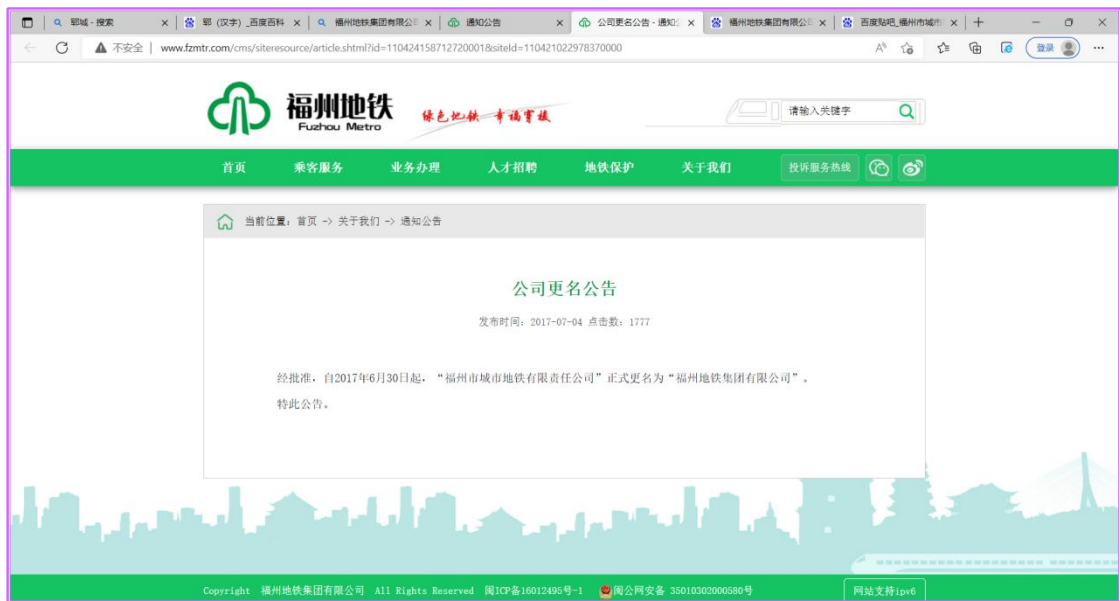 郓城 - 搜索
郓（汉字）_百度百科
福州地铁集团有限公
通知公告
公司更名公告 - 通知
福州地铁集团有限公
百度贴吧_福州市城市
不安全 www.fzmtr.com/cms/siteresource/article.shtml?id=110424158712720001&siteId=110421022978370000
登录
福州地铁
Fuzhou Metro
绿色地铁 幸福穿梭
请输入关键字
首页 乘客服务 业务办理 人才招聘 地铁保护 关于我们 投诉服务热线
当前位置：首页 -> 关于我们 -> 通知公告
公司更名公告
发布时间：2017-07-04 点击数：1777
经批准，自2017年6月30日起，“福州市城市地铁有限责任公司”正式更名为“福州地铁集团有限公司”。
特此公告。
Copyright 福州地铁集团有限公司 All Rights Reserved 闽ICP备16012495号-1 闽公网安备 35010302000580号 网站支持ipv6